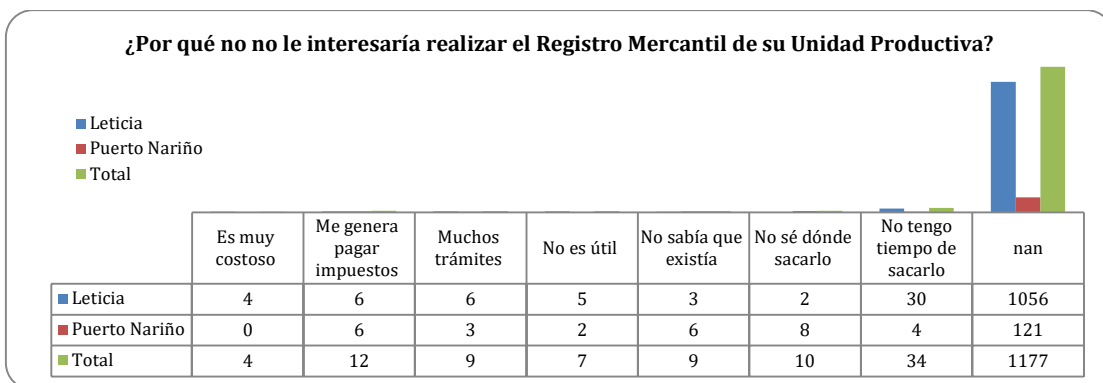 ¿Por qué no no le interesaría realizar el Registro Mercantil de su Unidad Productiva?
Leticia
Puerto Nariño
Total
Es muy costoso
Me genera pagar impuestos
Muchos trámites
No es útil
No sabía que existía
No sé dónde sacarlo
No tengo tiempo de sacarlo
nan
Leticia 4 6 6 5 3 2 30 1056
Puerto Nariño 0 6 3 2 6 8 4 121
Total 4 12 9 7 9 10 34 1177